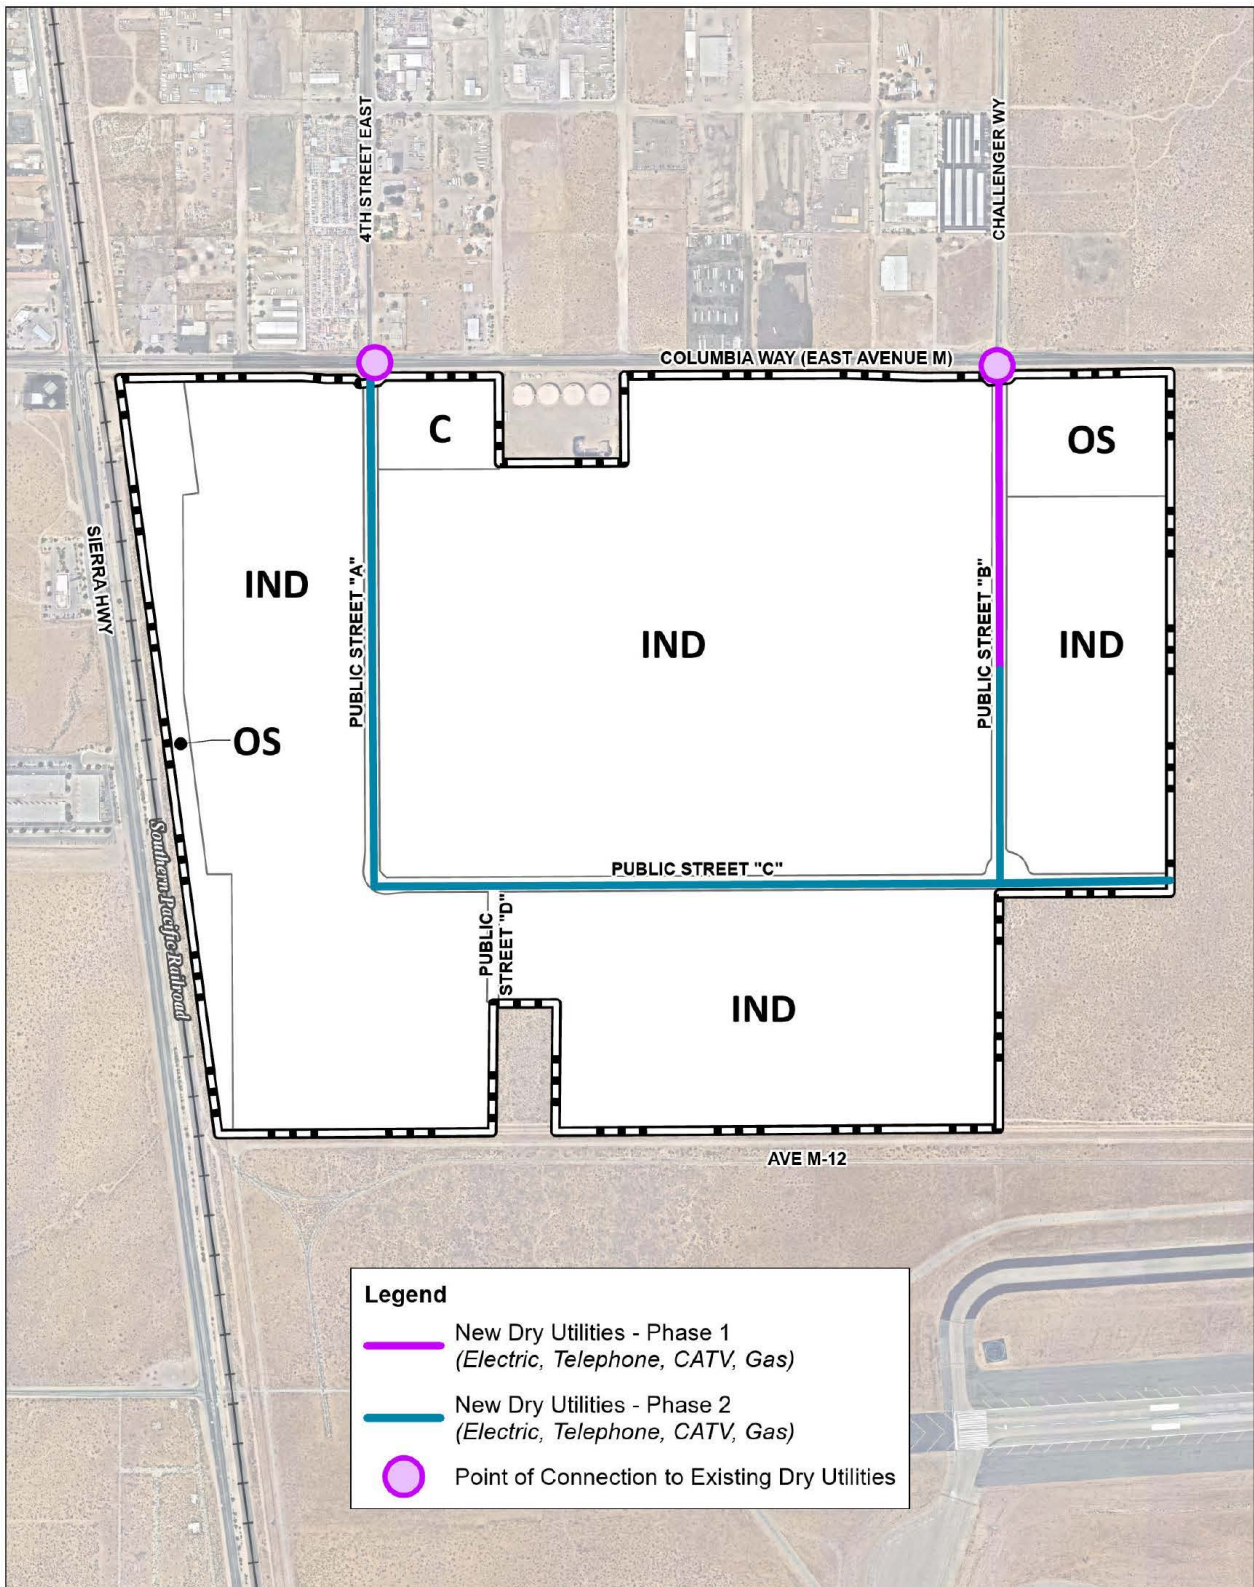 4TH STREET EAST
CHALLENGER WY
COLUMBIA WAY (EAST AVENUE M)
C
OS
SIERRA HWY
IND
PUBLIC STREET "A"
IND
PUBLIC STREET "B"
IND
OS
Southern Pacific Railroad
PUBLIC STREET "C"
PUBLIC
STREET "D"
IND
AVE M-12
Legend
New Dry Utilities - Phase 1
(Electric, Telephone, CATV, Gas)
New Dry Utilities - Phase 2
(Electric, Telephone, CATV, Gas)
Point of Connection to Existing Dry Utilities